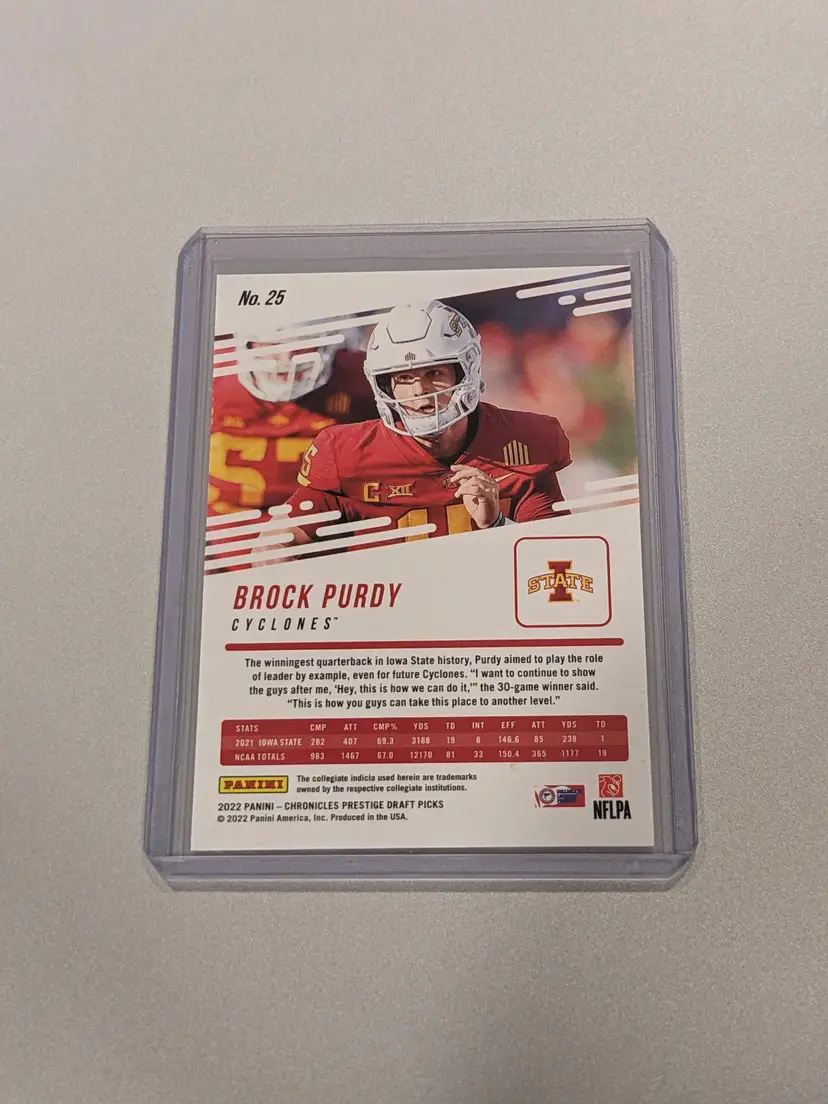 No. 25
57
15
C XII
15
BROCK PURDY
CYCLONES™
I
STATE
The winningest quarterback in Iowa State history, Purdy aimed to play the role
of leader by example, even for future Cyclones. “I want to continue to show
the guys after me, ‘Hey, this is how we can do it,’” the 30-game winner said.
“This is how you guys can take this place to another level.”
STATS CMP ATT CMP% YDS TD INT EFF ATT YDS TD
2021 IOWA STATE 282 407 69.3 3188 19 8 146.6 85 238 1
NCAA TOTALS 983 1467 67.0 12170 81 33 150.4 365 1177 19
PANINI
The collegiate indicia used herein are trademarks
owned by the respective collegiate institutions.
2022 PANINI – CHRONICLES PRESTIGE DRAFT PICKS
© 2022 Panini America, Inc. Produced in the USA.
NFLPA